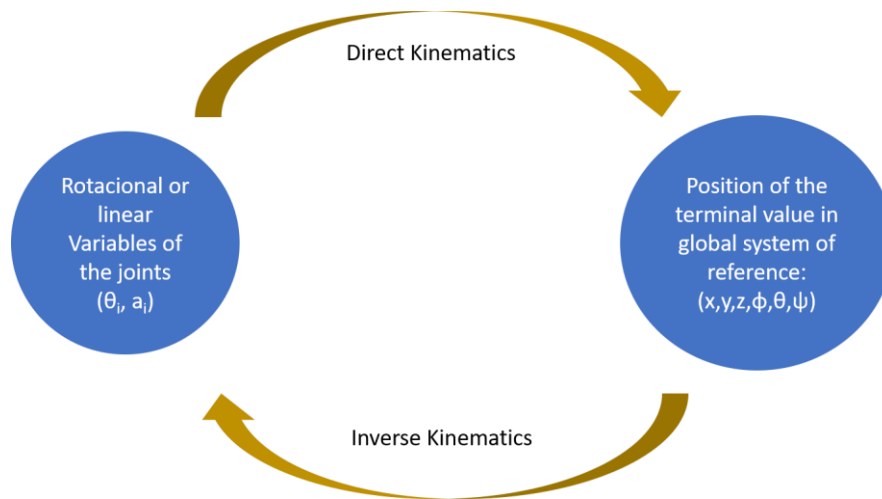 Direct Kinematics
Rotacional or
linear
Variables of
the joints
(θi, ai)
Position of the
terminal value in
global system of
reference:
(x,y,z,ϕ,θ,ψ)
Inverse Kinematics